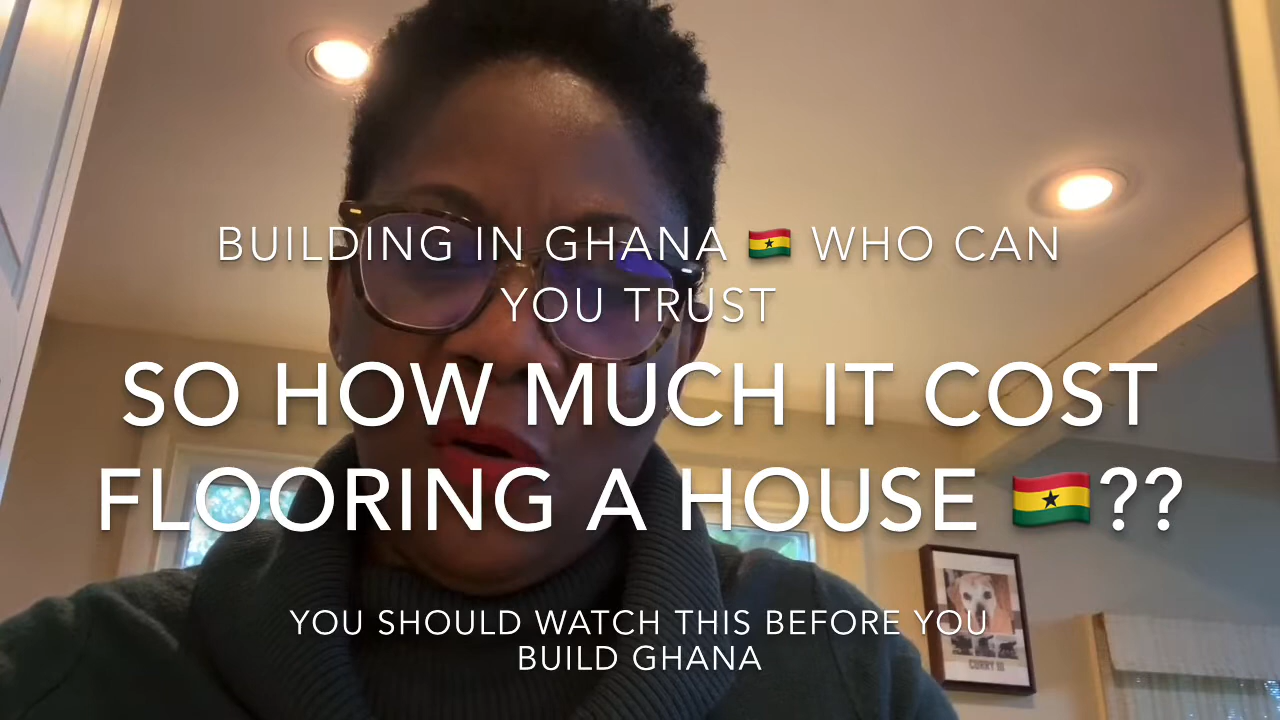 BUILDING IN GHANA 🇬🇭 WHO CAN
YOU TRUST
SO HOW MUCH IT COST
FLOORING A HOUSE 🇬🇭??
YOU SHOULD WATCH THIS BEFORE YOU
BUILD GHANA
CURRY III